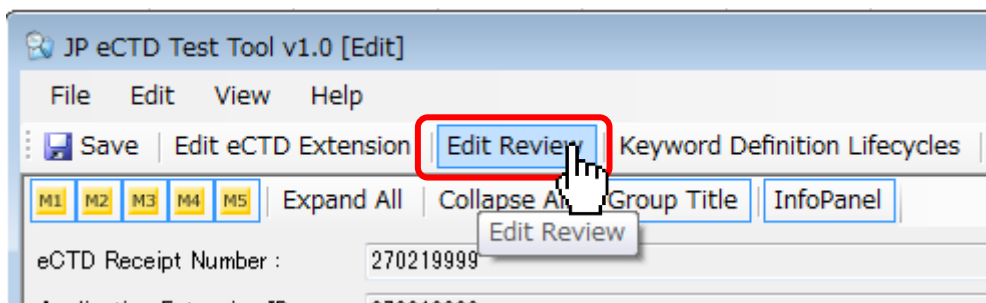 JP eCTD Test Tool v1.0 [Edit]
File Edit View Help
Save Edit eCTD Extension Edit Review Keyword Definition Lifecycles
M1 M2 M3 M4 M5 Expand All Collapse Group Title InfoPanel
Edit Review
eCTD Receipt Number : 270219999